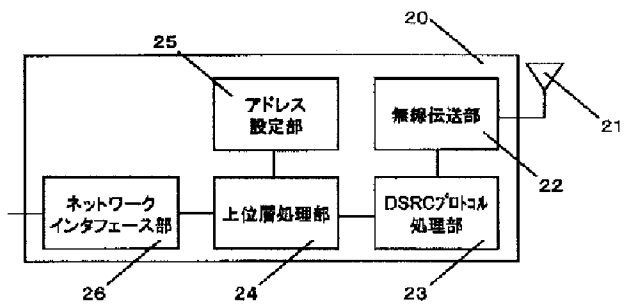 20
25
アドレス
設定部
無線伝送部
21
22
ネットワーク
インタフェース部
上位層処理部
DSRCプロトコル
処理部
26
24
23